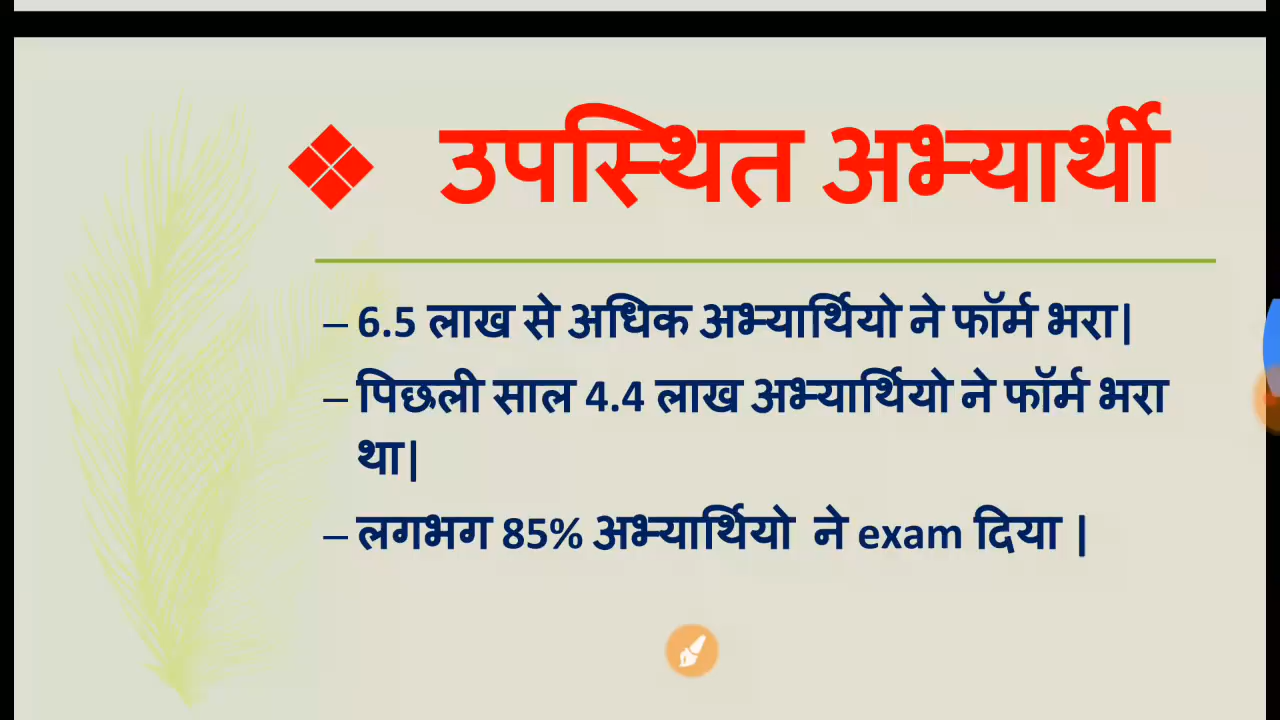 ❖ उपस्थित अभ्यार्थी
– 6.5 लाख से अधिक अभ्यार्थियो ने फॉर्म भरा|
– पिछली साल 4.4 लाख अभ्यार्थियो ने फॉर्म भरा
था|
– लगभग 85% अभ्यार्थियो ने exam दिया |